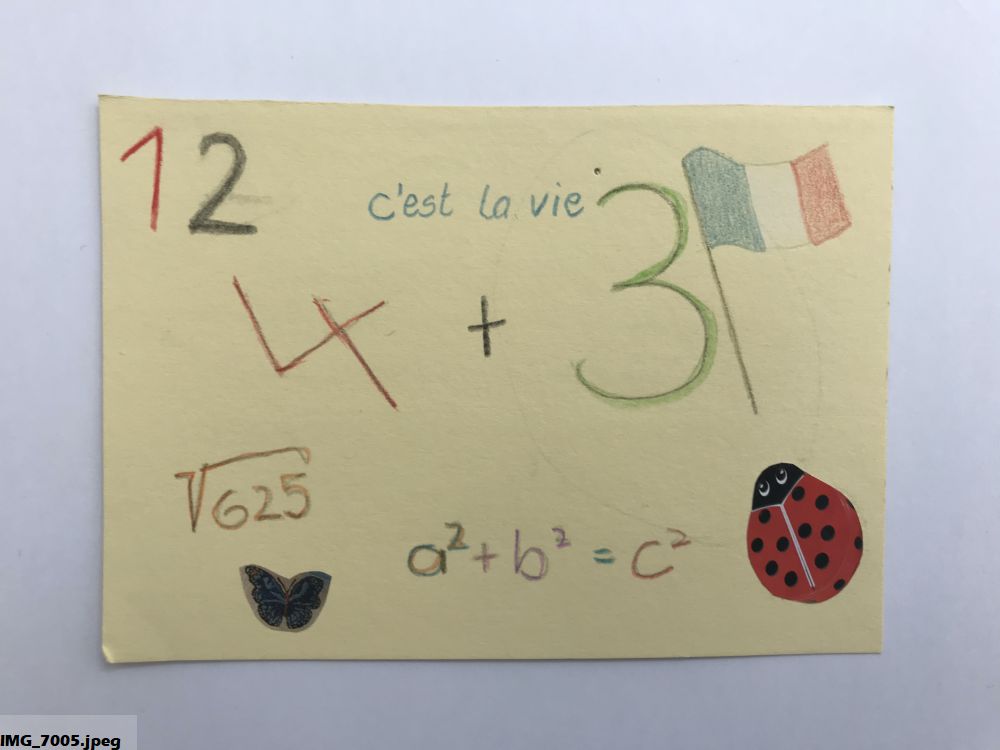 12
c'est la vie
4 + 3
√625
a² + b² = c²
IMG_7005.jpeg